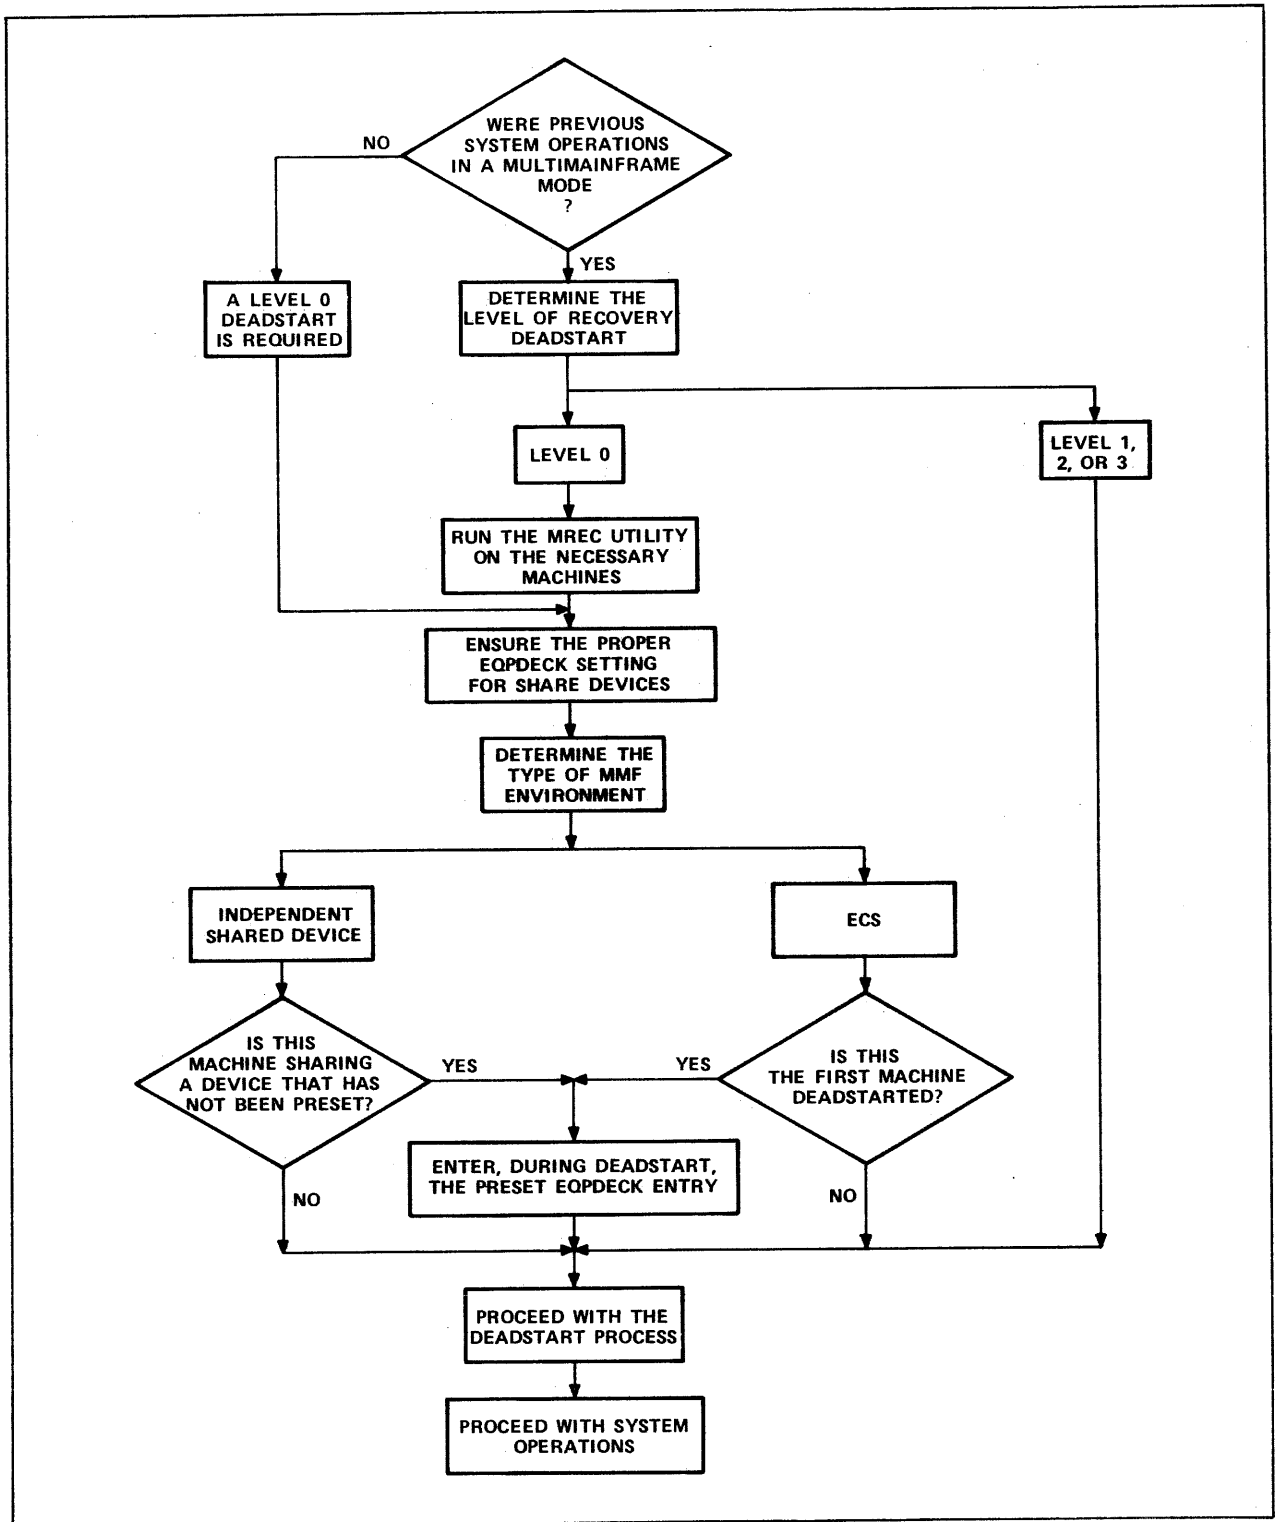 WERE PREVIOUS
SYSTEM OPERATIONS
IN A MULTIMAINFRAME
MODE
?
NO
YES
A LEVEL 0
DEADSTART
IS REQUIRED
DETERMINE THE
LEVEL OF RECOVERY
DEADSTART
LEVEL 0
LEVEL 1,
2, OR 3
RUN THE MREC UTILITY
ON THE NECESSARY
MACHINES
ENSURE THE PROPER
EQPDECK SETTING
FOR SHARE DEVICES
DETERMINE THE
TYPE OF MMF
ENVIRONMENT
INDEPENDENT
SHARED DEVICE
ECS
IS THIS
MACHINE SHARING
A DEVICE THAT HAS
NOT BEEN PRESET?
YES
YES
IS THIS
THE FIRST MACHINE
DEADSTARTED?
ENTER, DURING DEADSTART,
THE PRESET EQPDECK ENTRY
NO
NO
PROCEED WITH THE
DEADSTART PROCESS
PROCEED WITH SYSTEM
OPERATIONS